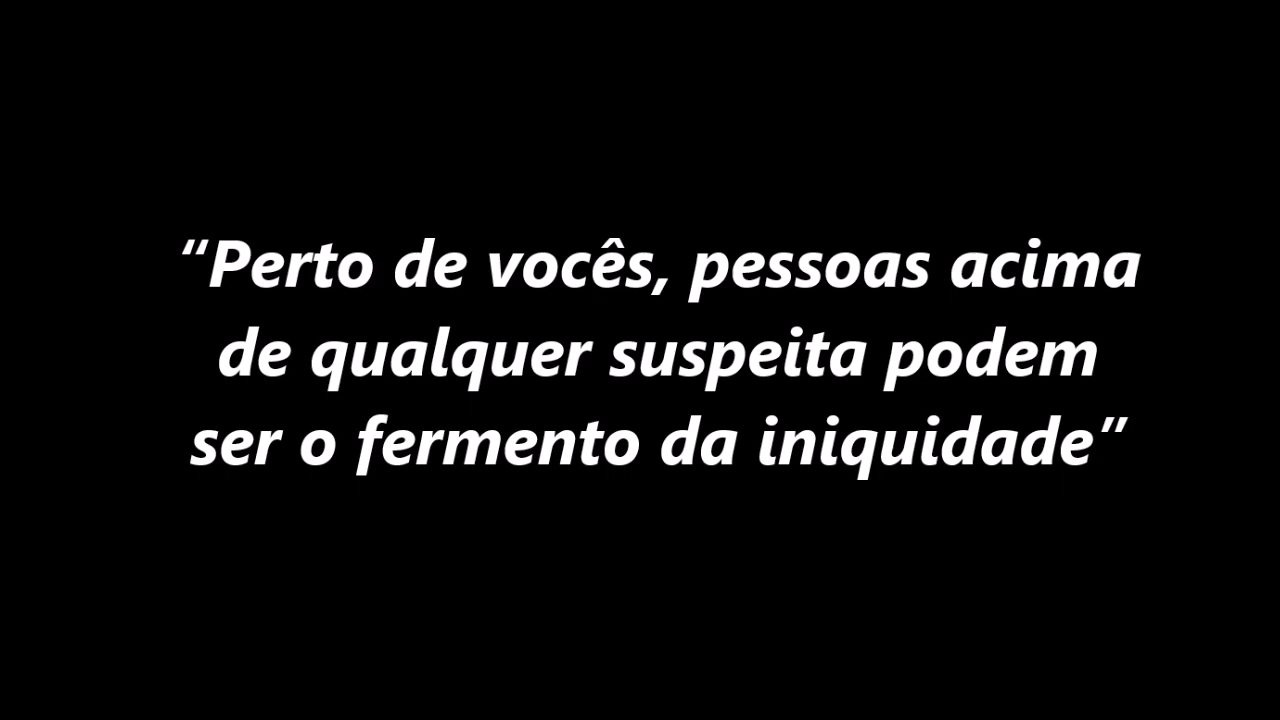 “Perto de vocês, pessoas acima
de qualquer suspeita podem
ser o fermento da iniquidade”